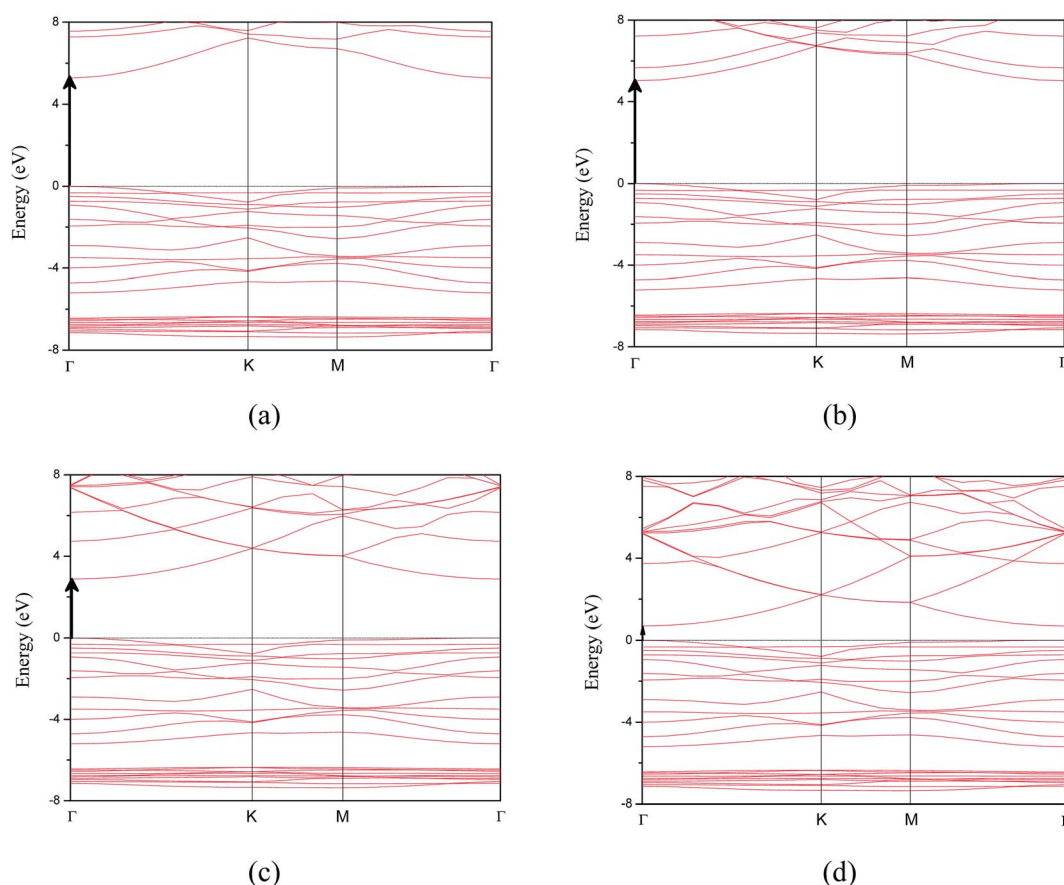 8
4
0
-4
-8
Energy (eV)
Γ K M Γ
(a)
8
4
0
-4
-8
Energy (eV)
Γ K M Γ
(b)
8
4
0
-4
-8
Energy (eV)
Γ K M Γ
(c)
8
4
0
-4
-8
Energy (eV)
Γ K M Γ
(d)